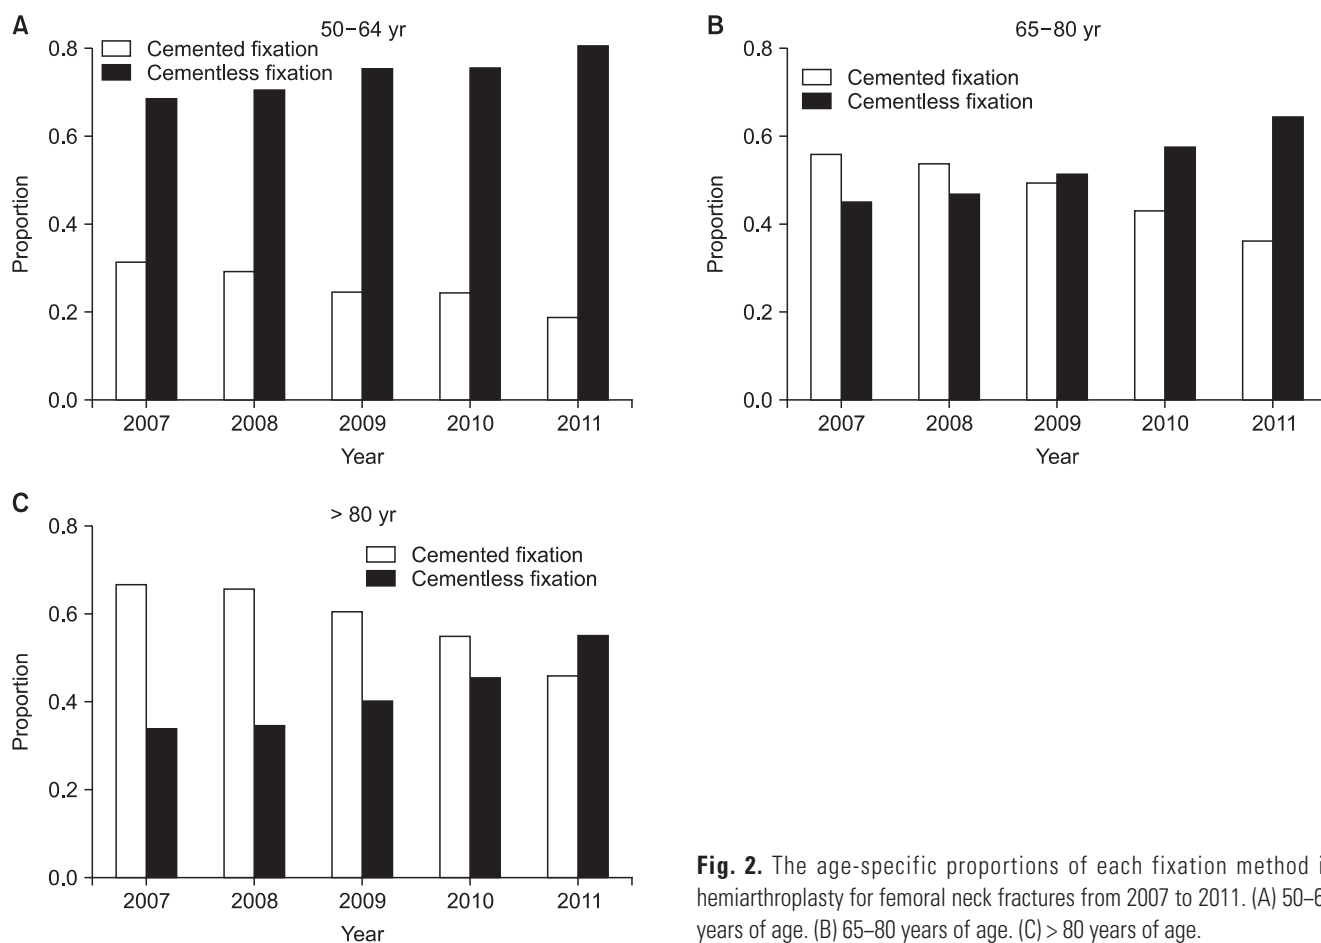 A
50–64 yr
Cemented fixation
Cementless fixation
0.8
0.6
0.4
0.2
0.0
Proportion
2007 2008 2009 2010 2011
Year
B
65–80 yr
Cemented fixation
Cementless fixation
0.8
0.6
0.4
0.2
0.0
Proportion
2007 2008 2009 2010 2011
Year
C
> 80 yr
Cemented fixation
Cementless fixation
0.8
0.6
0.4
0.2
0.0
Proportion
2007 2008 2009 2010 2011
Year
Fig. 2. The age-specific proportions of each fixation method i
hemiarthroplasty for femoral neck fractures from 2007 to 2011. (A) 50–6
years of age. (B) 65–80 years of age. (C) > 80 years of age.